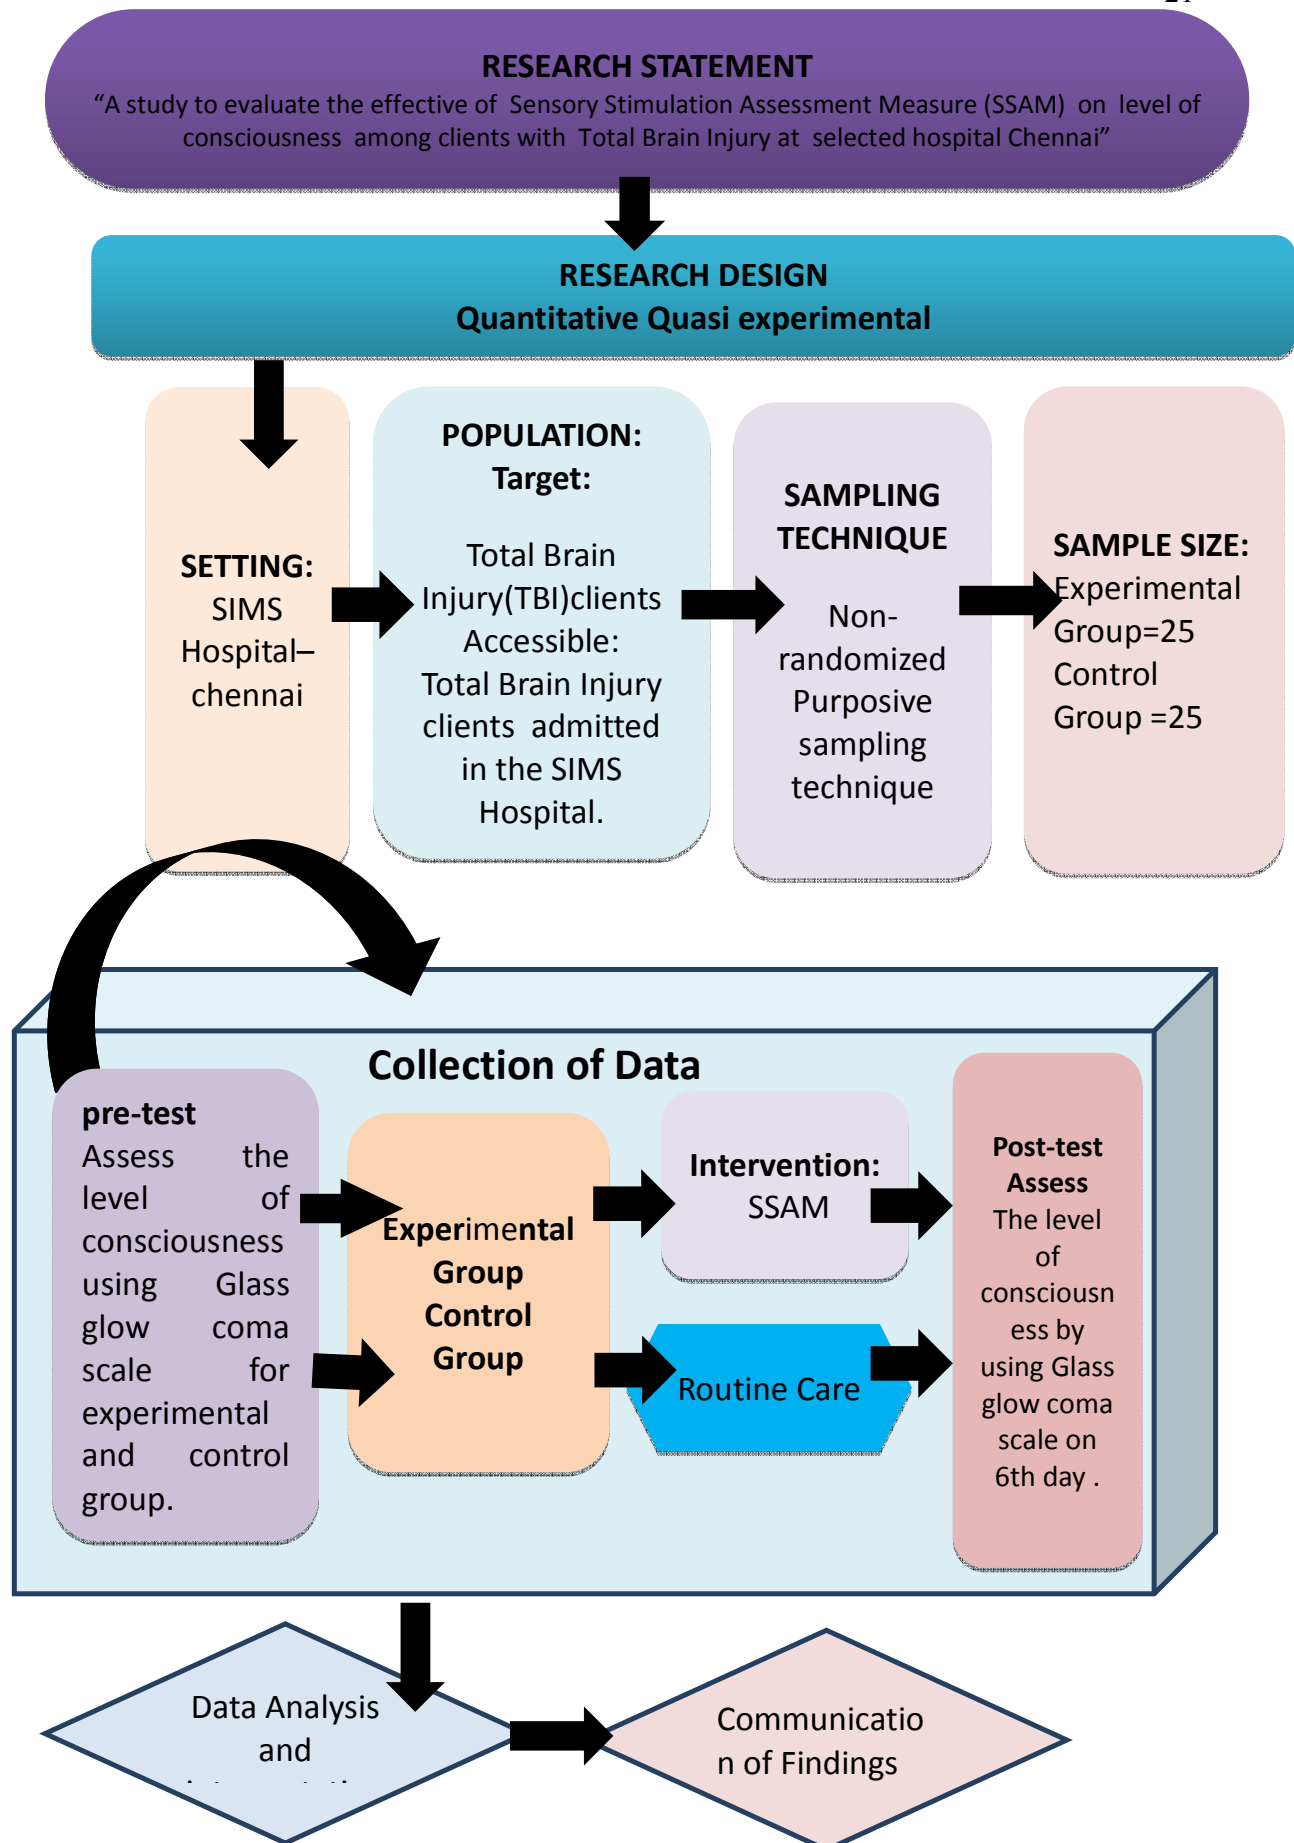 RESEARCH STATEMENT
“A study to evaluate the effective of Sensory Stimulation Assessment Measure (SSAM) on level of
consciousness among clients with Total Brain Injury at selected hospital Chennai”
RESEARCH DESIGN
Quantitative Quasi experimental
SETTING:
SIMS
Hospital–
chennai
POPULATION:
Target:
Total Brain
Injury(TBI)clients
Accessible:
Total Brain Injury
clients admitted
in the SIMS
Hospital.
SAMPLING
TECHNIQUE
Non-
randomized
Purposive
sampling
technique
SAMPLE SIZE:
Experimental
Group=25
Control
Group =25
Collection of Data
pre-test
Assess the
level of
consciousness
using Glass
glow coma
scale for
experimental
and control
group.
Experimental
Group
Control
Group
Intervention:
SSAM
Routine Care
Post-test
Assess
The level
of
consciousn
ess by
using Glass
glow coma
scale on
6th day .
Data Analysis
and
Communicatio
n of Findings